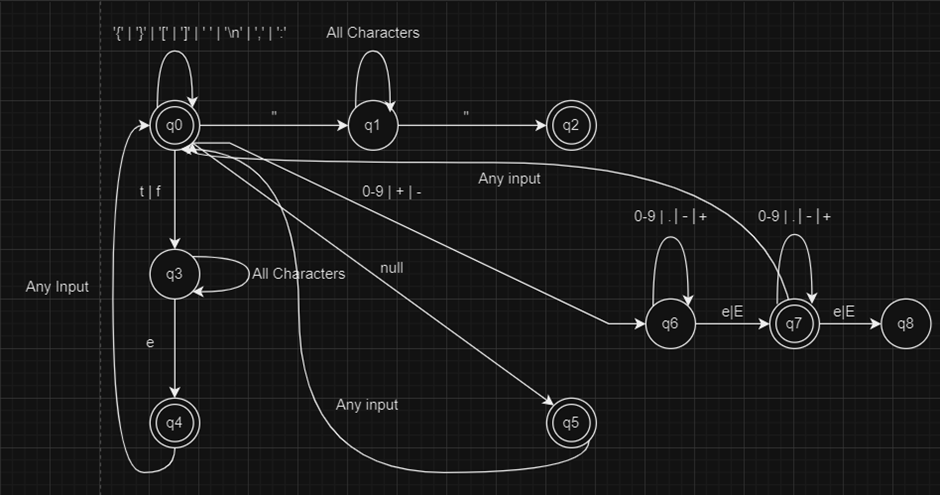 '{' | '}' | '[' | ']' | ' ' | '\n' | ',' | ':'
All Characters
q0
"
q1
"
q2
Any input
t | f
0-9 | + | -
0-9 | . | - | +
0-9 | . | - | +
q3
All Characters
null
Any Input
q6
e|E
q7
e|E
q8
e
Any input
q4
q5